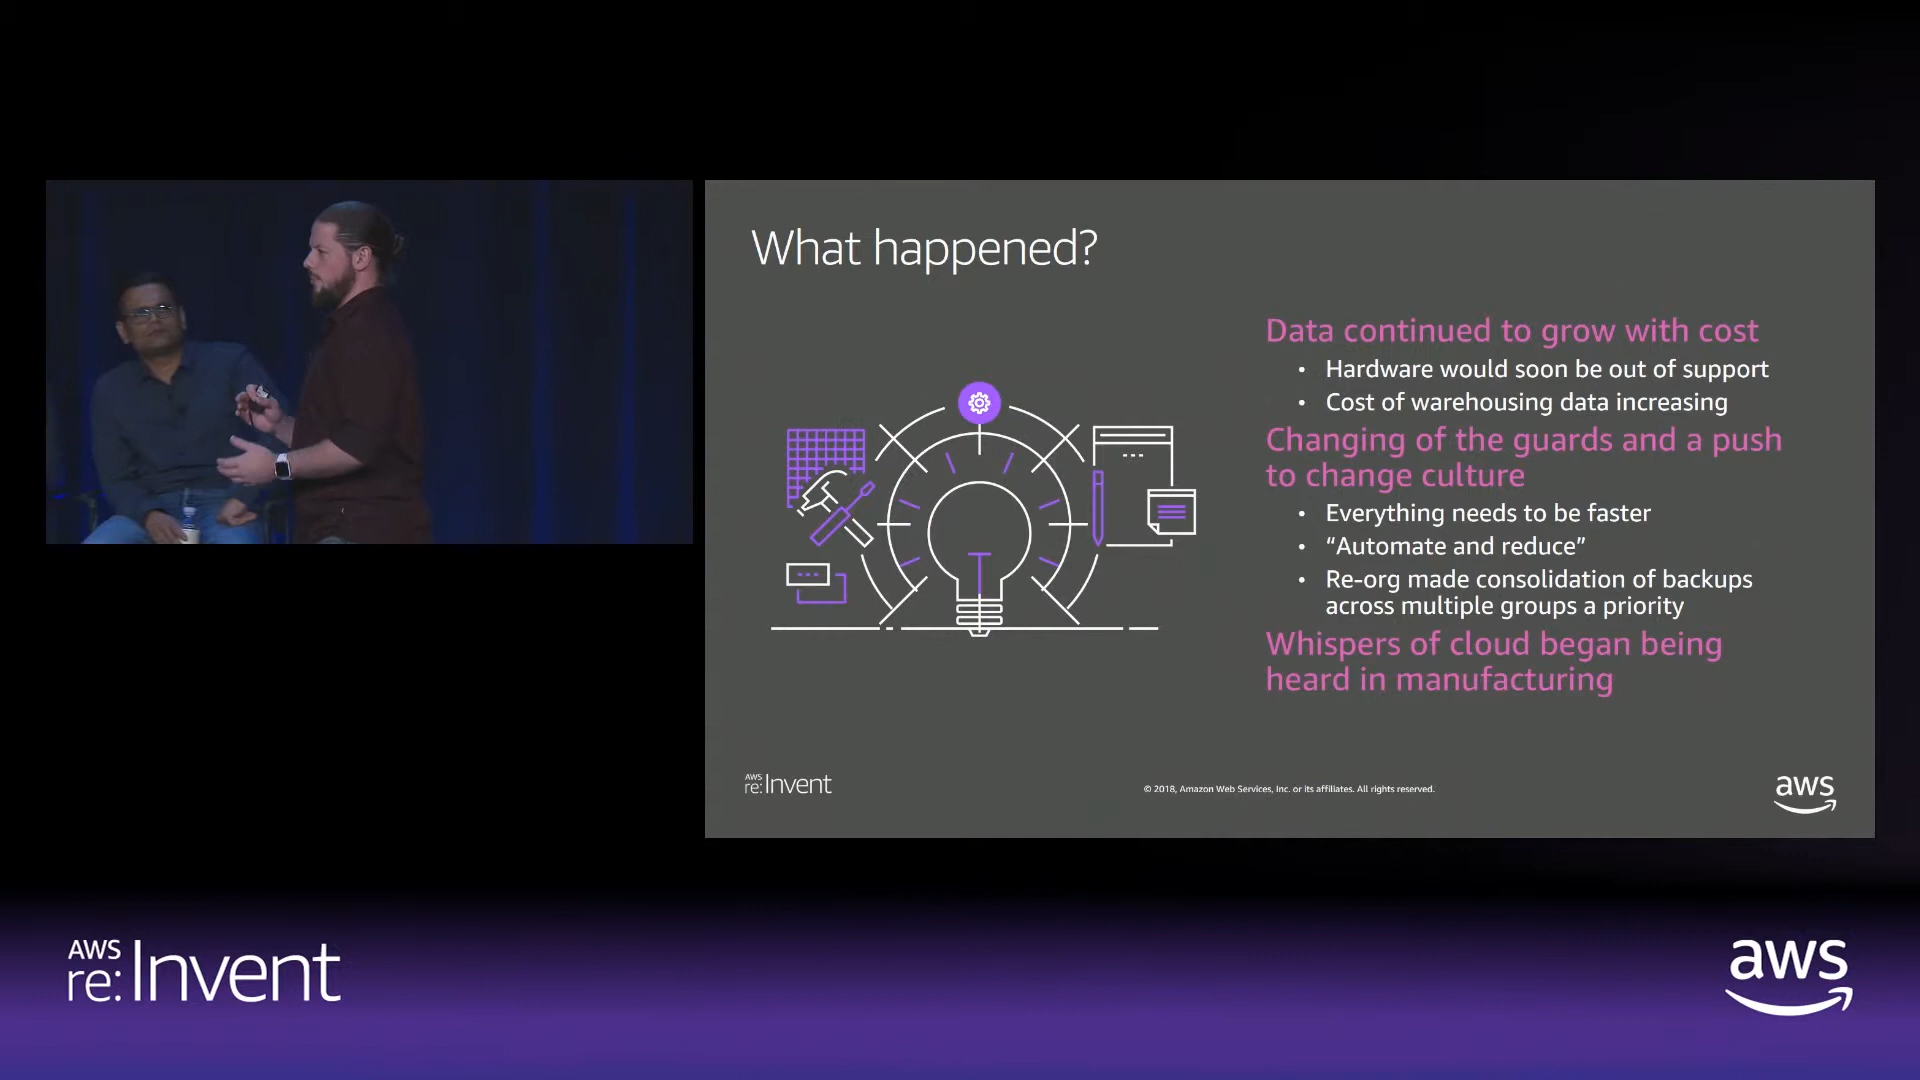 What happened?
Data continued to grow with cost
• Hardware would soon be out of support
• Cost of warehousing data increasing
Changing of the guards and a push
to change culture
• Everything needs to be faster
• “Automate and reduce”
• Re-org made consolidation of backups
across multiple groups a priority
Whispers of cloud began being
heard in manufacturing
AWS
re:Invent
© 2018, Amazon Web Services, Inc. or its affiliates. All rights reserved.
aws
AWS
re:Invent
aws